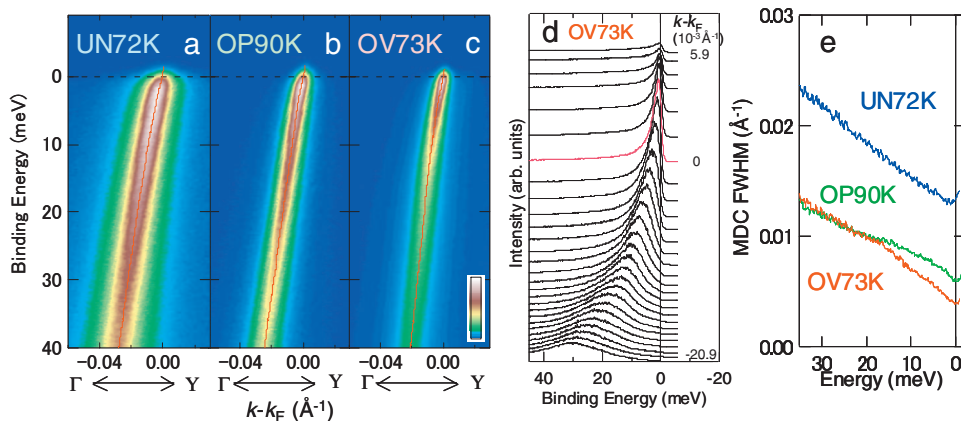 UN72K a
OP90K b
OV73K c
Binding Energy (meV)
0
10
20
30
40
−0.04 0.00
−0.04 0.00
−0.04 0.00
Γ Y
Γ Y
Γ Y
k-kF (Å-1)
d
OV73K
k-kF
(10-3 Å-1)
5.9
0
-20.9
Intensity (arb. units)
40 20 0 -20
Binding Energy (meV)
e
MDC FWHM (Å-1)
0.03
0.02
0.01
0.00
UN72K
OP90K
OV73K
30 20 10 0
Energy (meV)